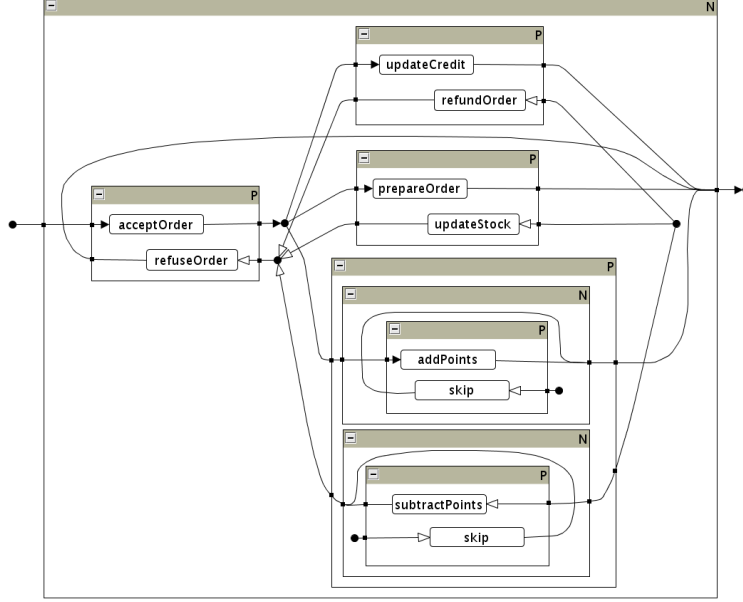 N
P
updateCredit
refundOrder
P
prepareOrder
updateStock
P
acceptOrder
refuseOrder
P
N
P
addPoints
skip
N
P
subtractPoints
skip